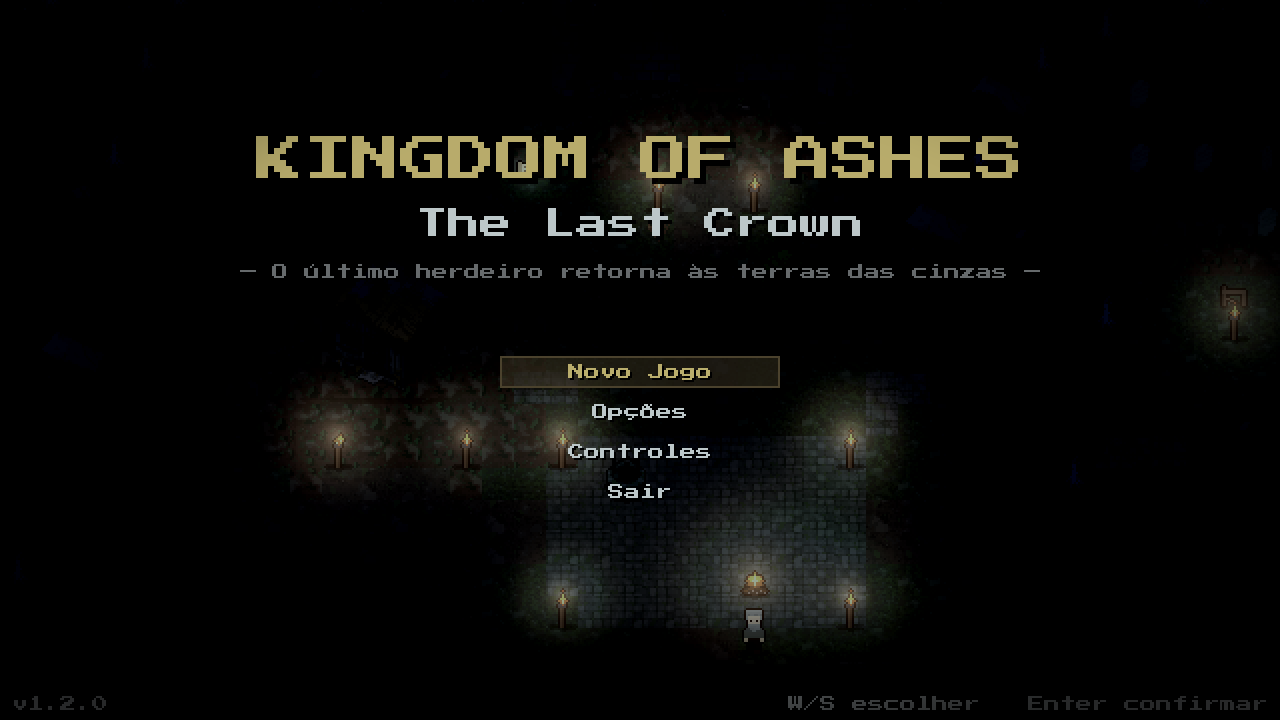 KINGDOM OF ASHES
The Last Crown
— O último herdeiro retorna às terras das cinzas —
Novo Jogo
Opções
Controles
Sair
v1.2.0
W/S escolher Enter confirmar